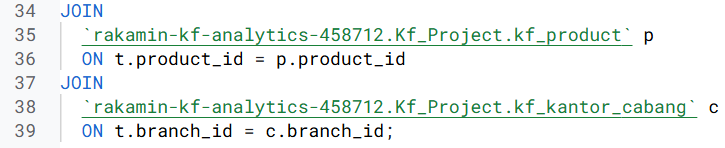 34 JOIN
35 `rakamin-kf-analytics-458712.Kf_Project.kf_product` p
36 ON t.product_id = p.product_id
37 JOIN
38 `rakamin-kf-analytics-458712.Kf_Project.kf_kantor_cabang` c
39 ON t.branch_id = c.branch_id;